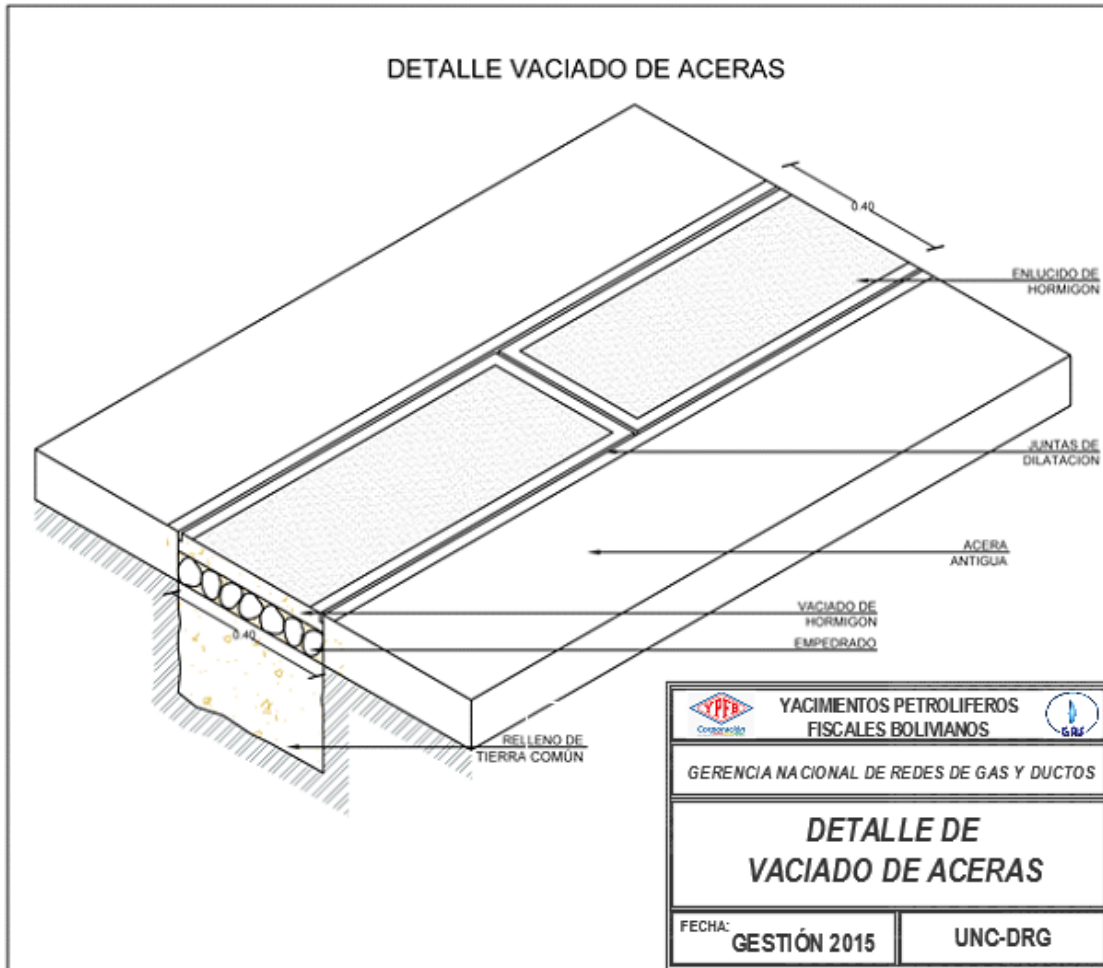 DETALLE VACIADO DE ACERAS
0.40
ENLUCIDO DE
HORMIGON
JUNTAS DE
DILATACION
ACERA
ANTIGUA
VACIADO DE
HORMIGON
EMPEDRADO
0.40
RELLENO DE
TIERRA COMÚN
YPFB
Corporación
YACIMIENTOS PETROLIFEROS
FISCALES BOLIVIANOS
GAS
GERENCIA NACIONAL DE REDES DE GAS Y DUCTOS
DETALLE DE
VACIADO DE ACERAS
FECHA: GESTIÓN 2015
UNC-DRG